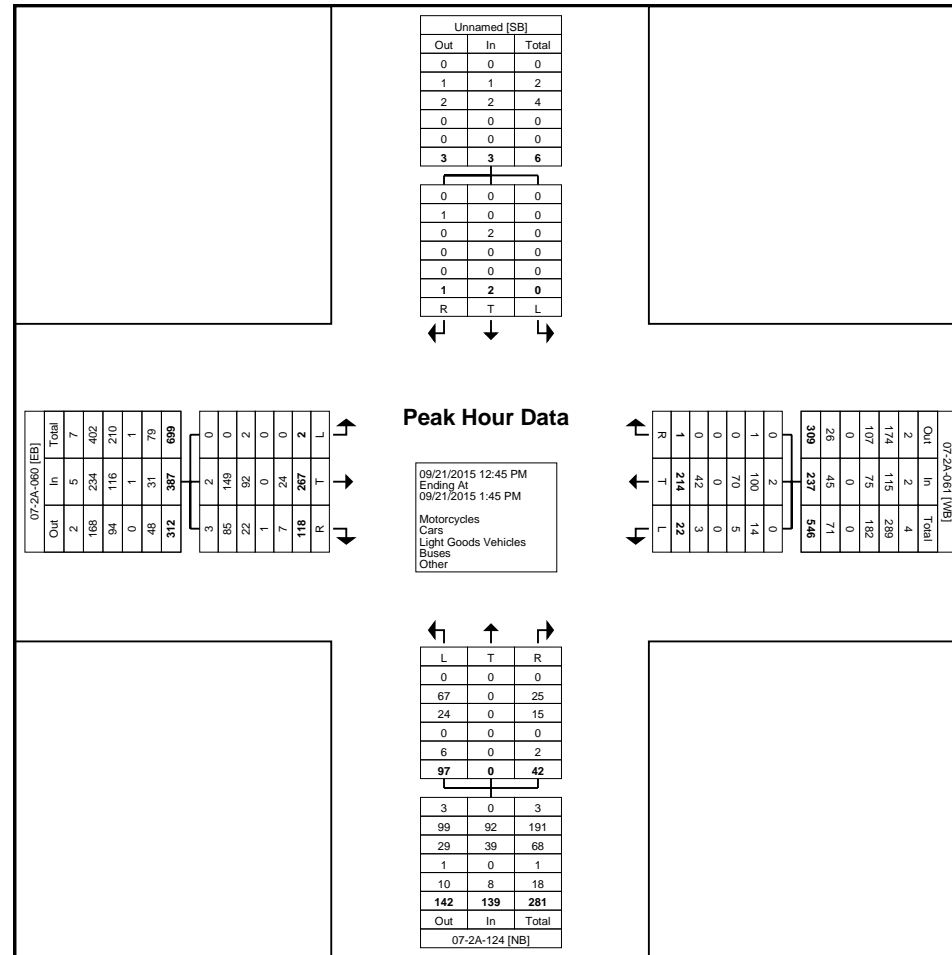 Unnamed [SB]
Out In Total
0 0 0
1 1 2
2 2 4
0 0 0
0 0 0
3 3 6
0 0 0
1 0 0
0 2 0
0 0 0
0 0 0
1 2 0
R T L
07-2A-060 [EB]
Total 7 402 210 1 79 699
In 5 234 116 1 31 387
Out 2 168 94 0 48 312
0 0 2 0 0 2 L
2 149 92 0 24 267 T
3 85 22 1 7 118 R
Peak Hour Data
09/21/2015 12:45 PM
Ending At
09/21/2015 1:45 PM
Motorcycles
Cars
Light Goods Vehicles
Buses
Other
R 1 0 0 0 1 0
T 214 42 0 70 100 2
L 22 3 0 5 14 0
309 26 0 107 174 2 Out
237 45 0 75 115 2 In
546 71 0 182 289 4 Total
07-2A-061 [WB]
L T R
0 0 0
67 0 25
24 0 15
0 0 0
6 0 2
97 0 42
3 0 3
99 92 191
29 39 68
1 0 1
10 8 18
142 139 281
Out In Total
07-2A-124 [NB]